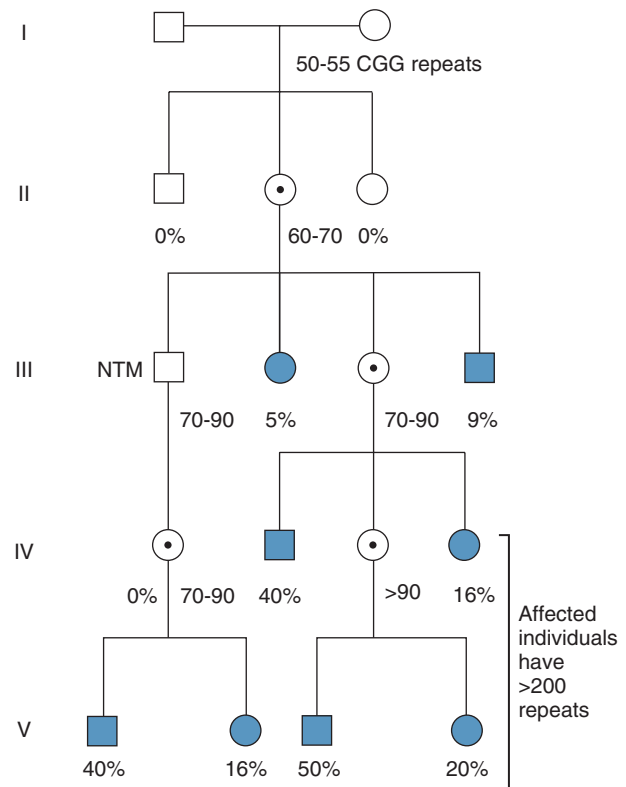 I
50-55 CGG repeats
II
0%
60-70
0%
III
NTM
70-90
5%
70-90
9%
IV
0%
70-90
40%
>90
16%
Affected
individuals
have
>200
repeats
V
40%
16%
50%
20%